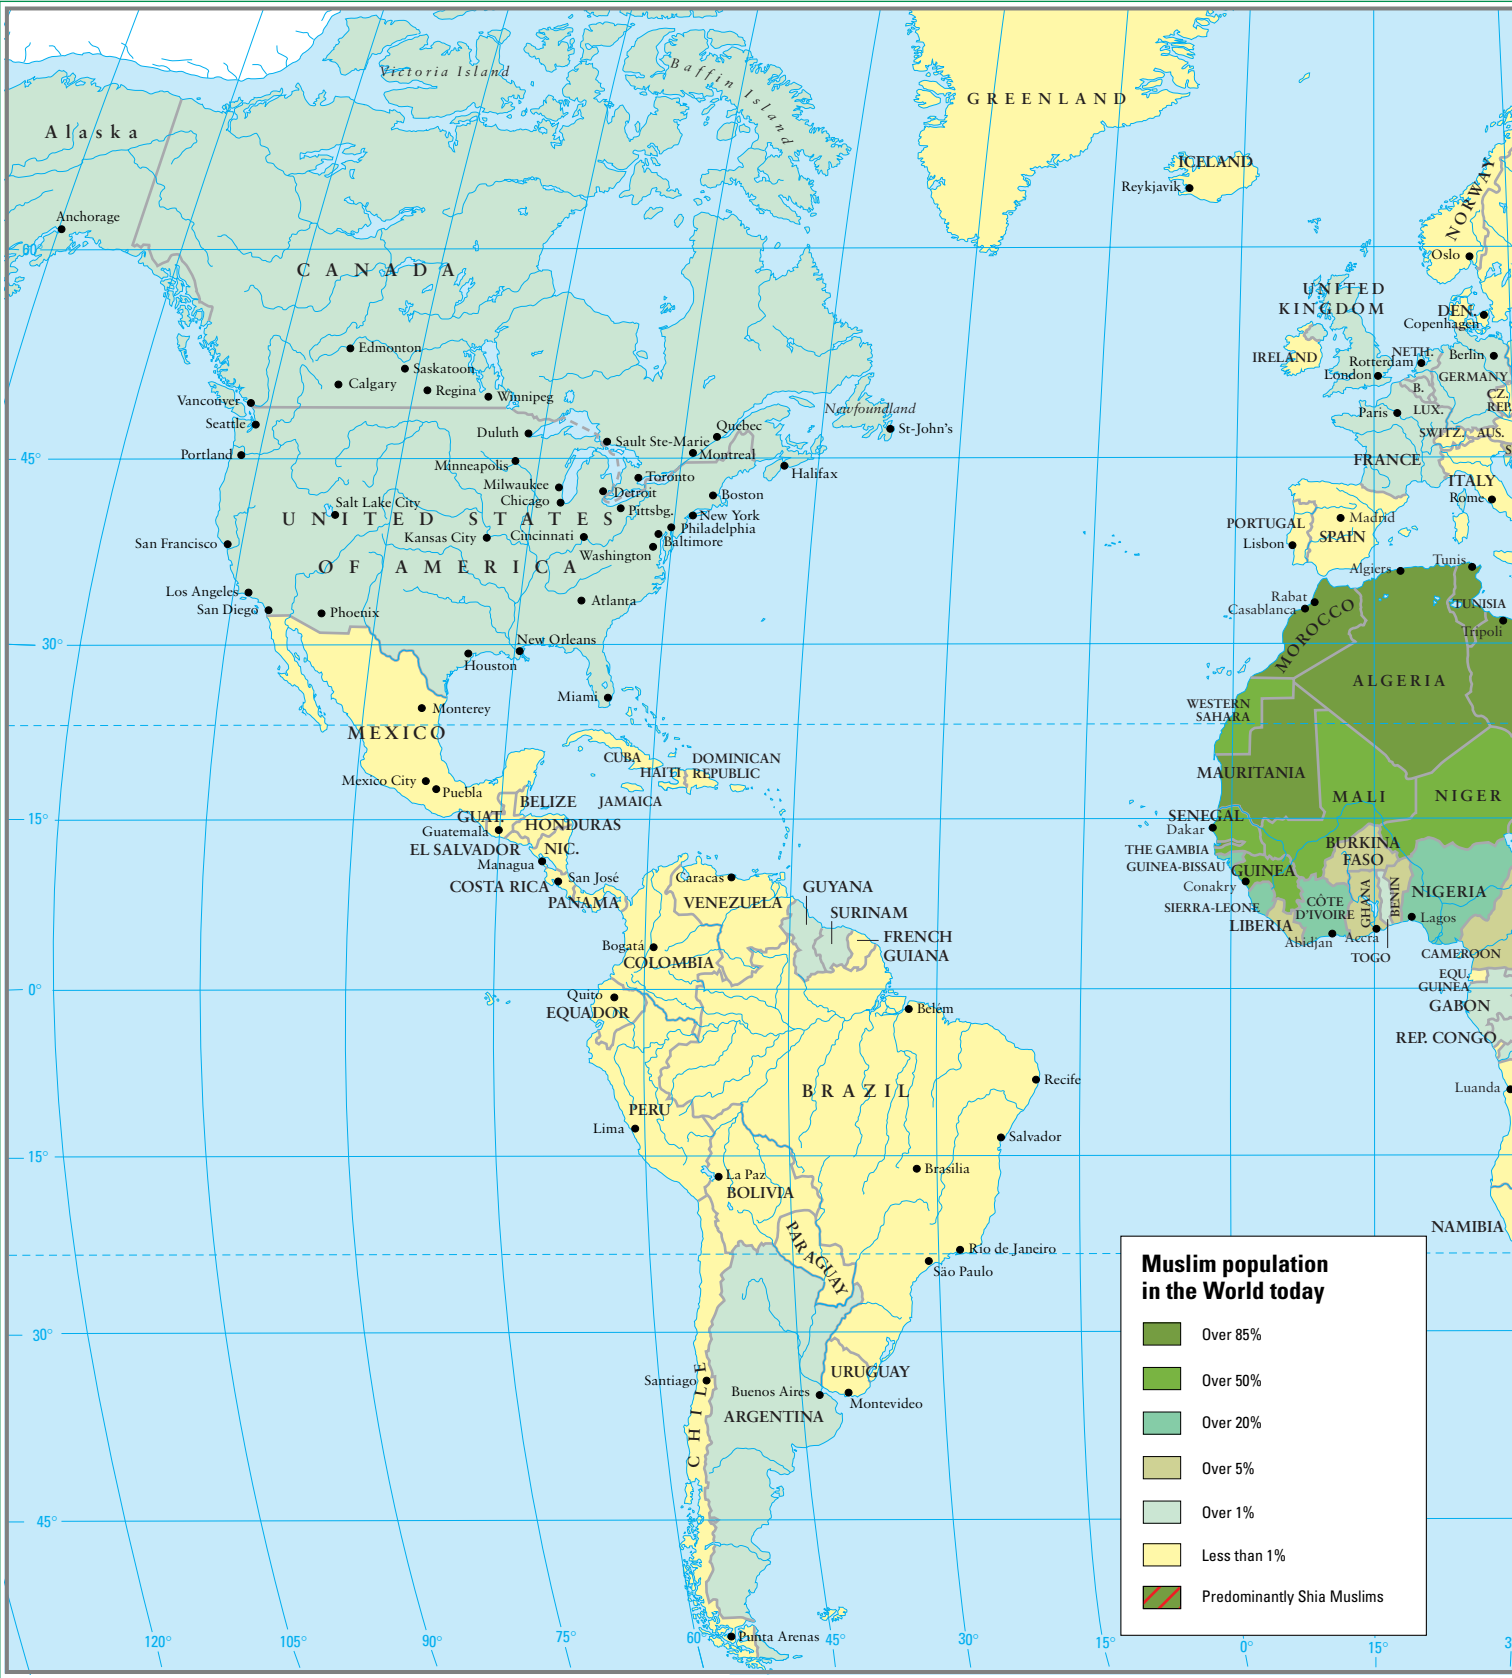 Victoria Island
Baffin Island
GREENLAND
Alaska
ICELAND
Reykjavik
NORWAY
Anchorage
60°
Oslo
CANADA
UNITED
KINGDOM
DEN.
Copenhagen
Edmonton
IRELAND
NETH.
Rotterdam
Berlin
Saskatoon
London
GERMANY
Calgary
Regina
Winnipeg
B.
CZ.
REP.
Vancouver
Newfoundland
Paris
LUX.
Seattle
Quebec
St-John's
Duluth
Sault Ste-Marie
SWITZ.
AUS.
Portland
45°
Montreal
S
Minneapolis
FRANCE
Halifax
Toronto
Milwaukee
Detroit
ITALY
Chicago
Boston
Rome
Salt Lake City
Pittsbg.
New York
UNITED STATES
Madrid
Philadelphia
PORTUGAL
Kansas City
Cincinnati
SPAIN
San Francisco
Baltimore
Lisbon
Washington
OF AMERICA
Tunis
Algiers
Los Angeles
Rabat
Atlanta
TUNISIA
San Diego
Phoenix
Casablanca
MOROCCO
New Orleans
Tripoli
30°
Houston
ALGERIA
Miami
WESTERN
SAHARA
Monterey
MEXICO
CUBA
DOMINICAN
REPUBLIC
HAITI
MAURITANIA
Mexico City
Puebla
BELIZE
JAMAICA
MALI
NIGER
15°
GUAT.
HONDURAS
SENEGAL
Guatemala
Dakar
EL SALVADOR
NIC.
THE GAMBIA
BURKINA
FASO
Managua
GUINEA-BISSAU
GUINEA
San José
Caracas
COSTA RICA
GUYANA
Conakry
NIGERIA
PANAMA
VENEZUELA
SURINAM
SIERRA-LEONE
CÔTE
D'IVOIRE
GHANA
BENIN
Lagos
LIBERIA
Bogatá
FRENCH
GUIANA
Abidjan
Accra
COLOMBIA
TOGO
CAMEROON
EQU.
GUINEA
0°
Quito
EQUADOR
Belém
GABON
REP. CONGO
Recife
BRAZIL
Luanda
PERU
Lima
Salvador
15°
La Paz
Brasilia
BOLIVIA
NAMIBIA
PARAGUAY
Rio de Janeiro
Säo Paulo
30°
CHILE
URUGUAY
Santiago
Buenos Aires
Montevideo
ARGENTINA
45°
Punta Arenas
120°
105°
90°
75°
60°
45°
30°
15°
0°
15°
3
Muslim population
in the World today
Over 85%
Over 50%
Over 20%
Over 5%
Over 1%
Less than 1%
Predominantly Shia Muslims